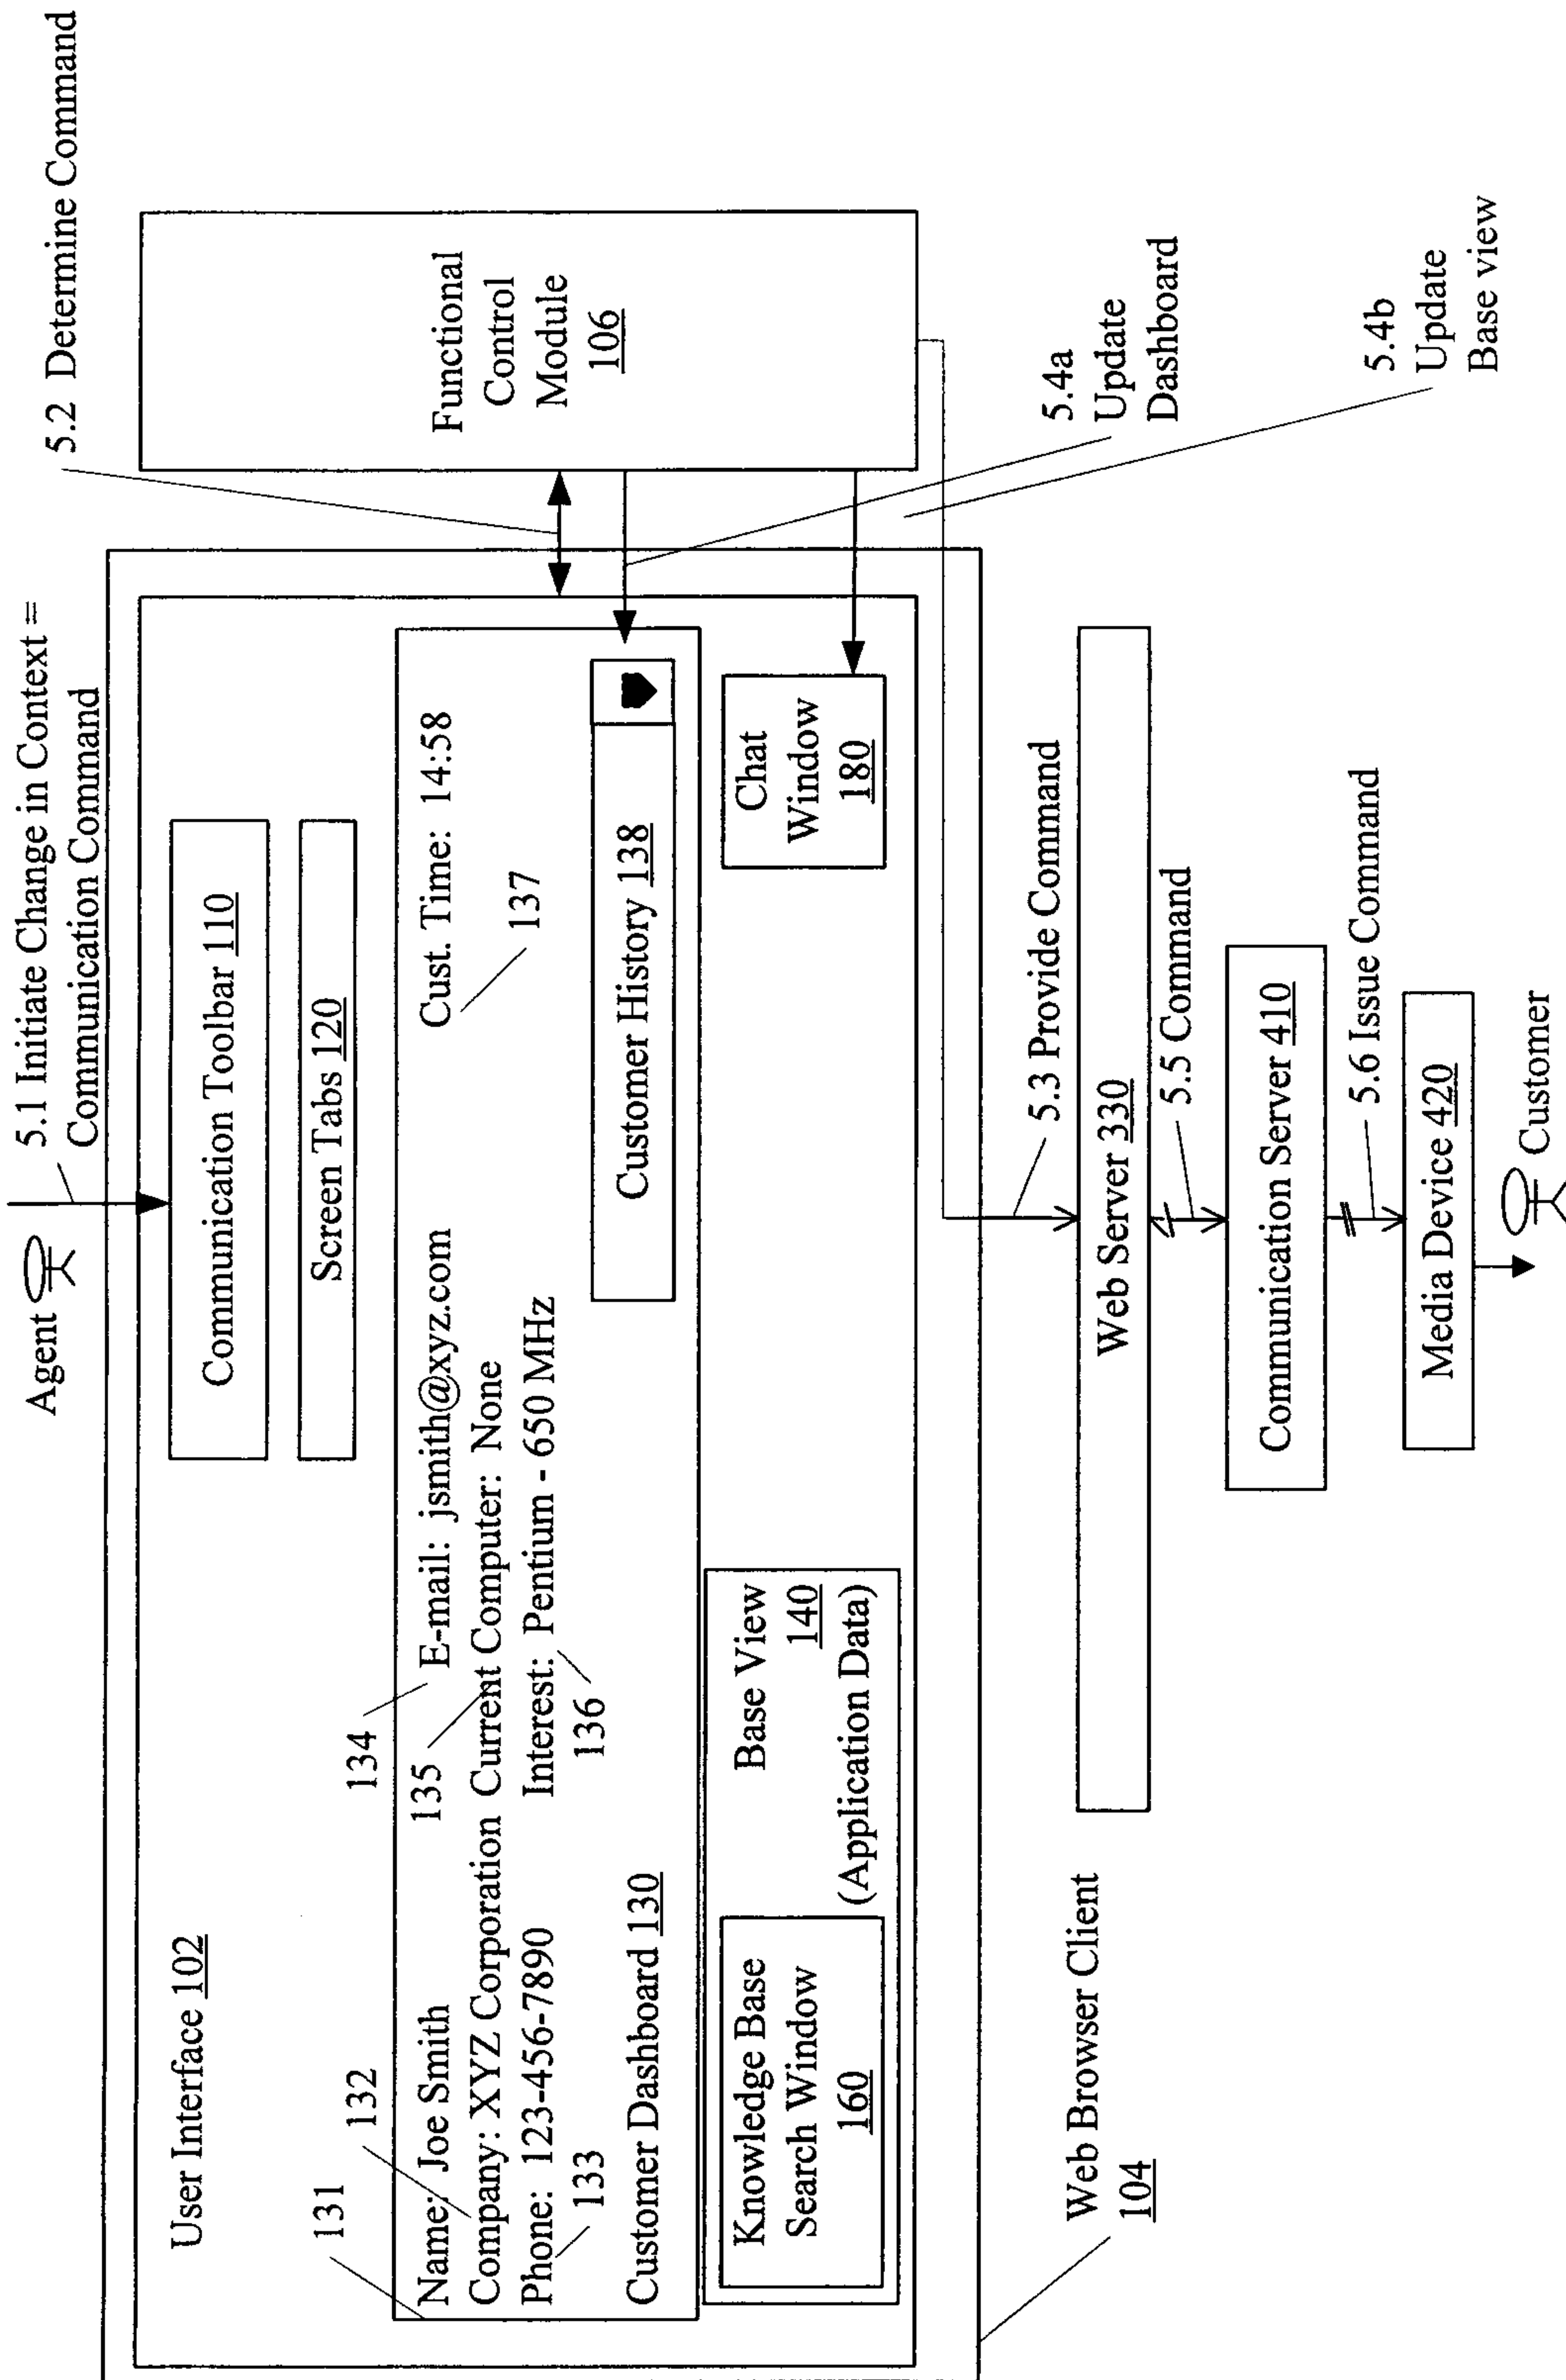 Agent
5.1 Initiate Change in Context =
Communication Command
5.2 Determine Command
User Interface 102
Communication Toolbar 110
Screen Tabs 120
131
132
134
135
Name: Joe Smith
E-mail: jsmith@xyz.com
Cust. Time: 14:58
Company: XYZ Corporation
Current Computer: None
Phone: 123-456-7890
Interest: Pentium - 650 MHz
133
136
137
Customer Dashboard 130
Customer History 138
Functional
Control
Module
106
Knowledge Base
Search Window
160
Base View
140
(Application Data)
Chat
Window
180
5.4a
Update
Dashboard
5.4b
Update
Base view
Web Browser Client
104
5.3 Provide Command
Web Server 330
5.5 Command
Communication Server 410
5.6 Issue Command
Media Device 420
Customer